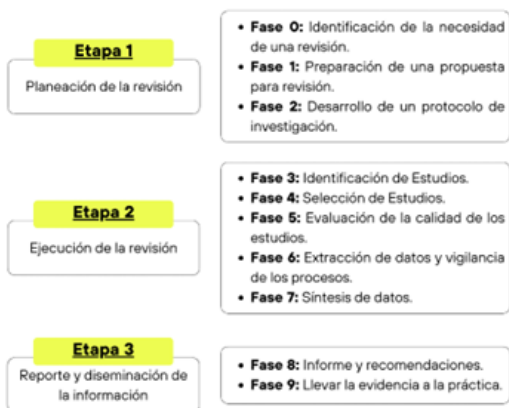 Etapa 1
Planeación de la revisión
• Fase 0: Identificación de la necesidad
de una revisión.
• Fase 1: Preparación de una propuesta
para revisión.
• Fase 2: Desarrollo de un protocolo de
investigación.
Etapa 2
Ejecución de la revisión
• Fase 3: Identificación de Estudios.
• Fase 4: Selección de Estudios.
• Fase 5: Evaluación de la calidad de los
estudios.
• Fase 6: Extracción de datos y vigilancia
de los procesos.
• Fase 7: Síntesis de datos.
Etapa 3
Reporte y diseminación de
la información
• Fase 8: Informe y recomendaciones.
• Fase 9: Llevar la evidencia a la práctica.